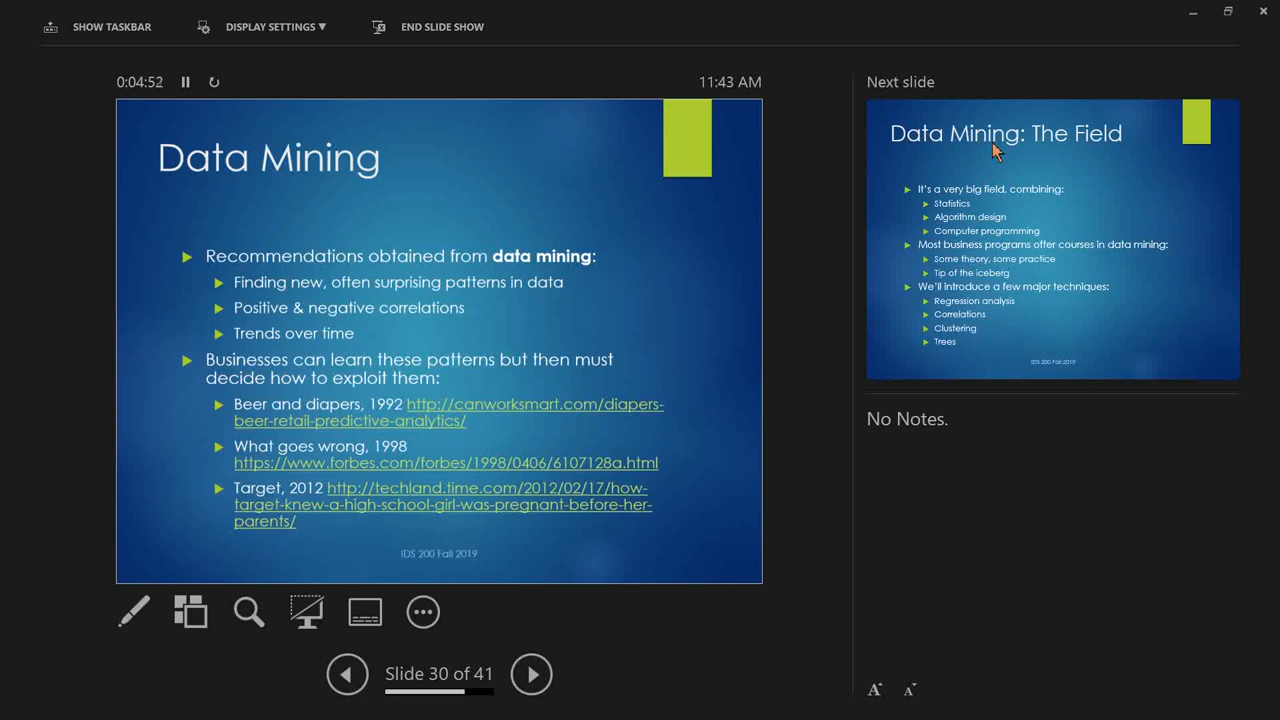 SHOW TASKBAR
DISPLAY SETTINGS ▼
END SLIDE SHOW
0:04:52
11:43 AM
Data Mining
Recommendations obtained from data mining:
Finding new, often surprising patterns in data
Positive & negative correlations
Trends over time
Businesses can learn these patterns but then must
decide how to exploit them:
Beer and diapers, 1992 http://canworksmart.com/diapers-
beer-retail-predictive-analytics/
What goes wrong, 1998
https://www.forbes.com/forbes/1998/0406/6107128a.html
Target, 2012 http://techland.time.com/2012/02/17/how-
target-knew-a-high-school-girl-was-pregnant-before-her-
parents/
IDS 200 Fall 2019
Slide 30 of 41
Next slide
Data Mining: The Field
It's a very big field, combining:
Statistics
Algorithm design
Computer programming
Most business programs offer courses in data mining:
Some theory, some practice
Tip of the iceberg
We'll introduce a few major techniques:
Regression analysis
Correlations
Clustering
Trees
IDS 200 Fall 2019
No Notes.
A A